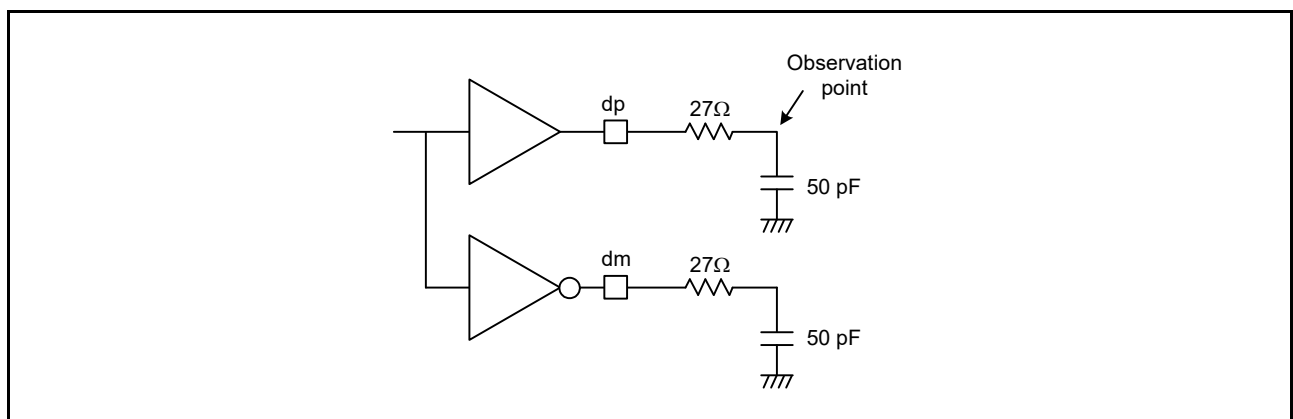 Observation
point
dp
27Ω
50 pF
dm
27Ω
50 pF